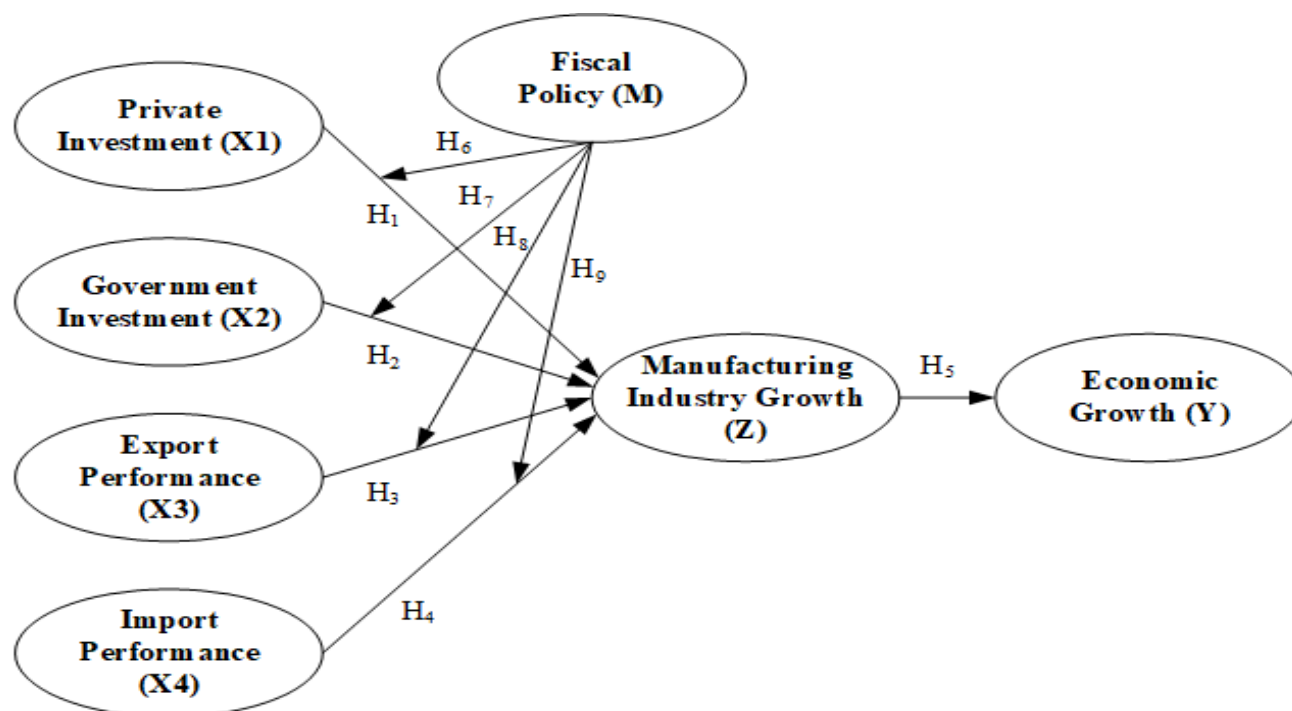 Fiscal
Policy (M)
Private
Investment (X1)
H6
H7
H1
H8
H9
Government
Investment (X2)
H2
Manufacturing
Industry Growth
(Z)
H5
Economic
Growth (Y)
Export
Performance
(X3)
H3
H4
Import
Performance
(X4)